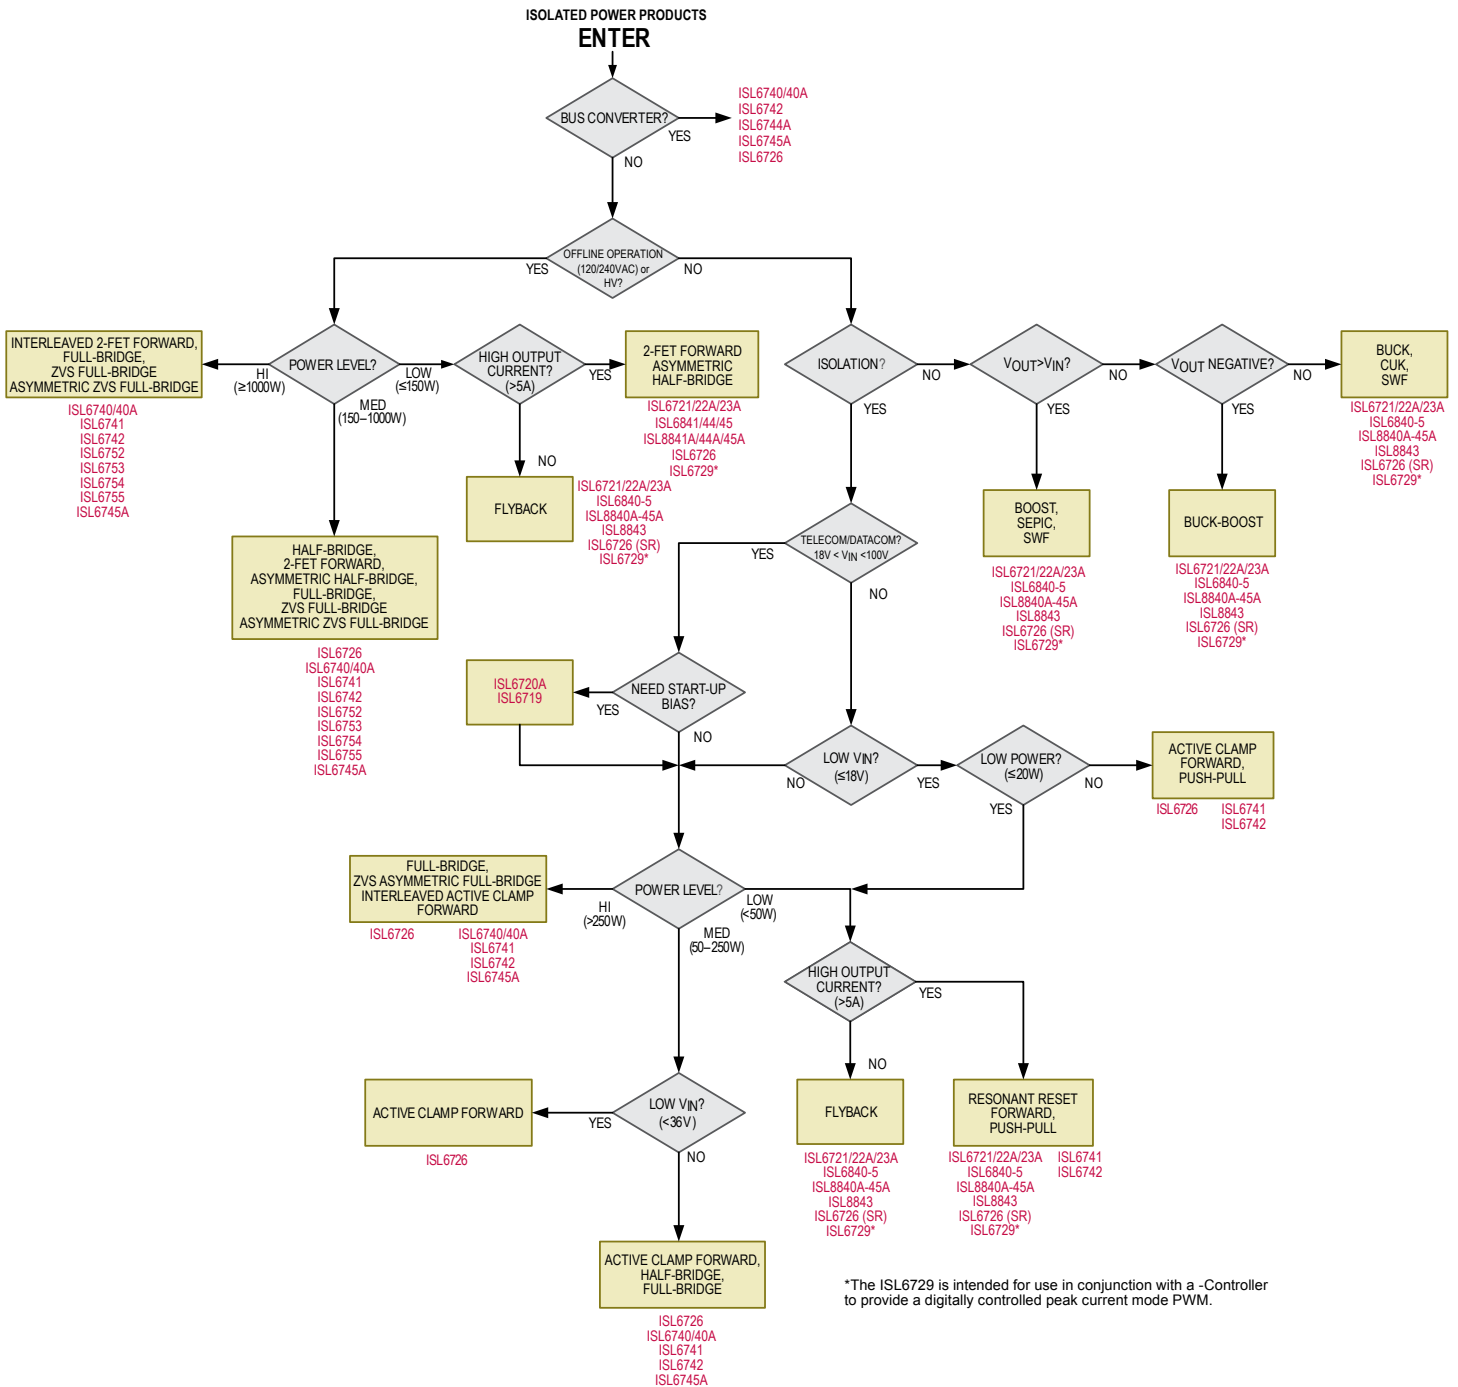 ISOLATED POWER PRODUCTS
ENTER
BUS CONVERTER?
YES
NO
ISL6740/40A
ISL6742
ISL6744A
ISL6745A
ISL6726
OFFLINE OPERATION
(120/240VAC) or
HV?
YES
NO
INTERLEAVED 2-FET FORWARD,
FULL-BRIDGE,
ZVS FULL-BRIDGE
ASYMMETRIC ZVS FULL-BRIDGE
ISL6740/40A
ISL6741
ISL6742
ISL6752
ISL6753
ISL6754
ISL6755
ISL6745A
POWER LEVEL?
HI
(≥1000W)
LOW
(≤150W)
MED
(150–1000W)
HIGH OUTPUT
CURRENT?
(>5A)
YES
NO
2-FET FORWARD
ASYMMETRIC
HALF-BRIDGE
ISL6721/22A/23A
ISL6841/44/45
ISL8841A/44A/45A
ISL6726
ISL6729*
FLYBACK
ISL6721/22A/23A
ISL6840-5
ISL8840A-45A
ISL8843
ISL6726 (SR)
ISL6729*
HALF-BRIDGE,
2-FET FORWARD,
ASYMMETRIC HALF-BRIDGE,
FULL-BRIDGE,
ZVS FULL-BRIDGE
ASYMMETRIC ZVS FULL-BRIDGE
ISL6726
ISL6740/40A
ISL6741
ISL6742
ISL6752
ISL6753
ISL6754
ISL6755
ISL6745A
ISOLATION?
NO
YES
VOUT>VIN?
NO
YES
VOUT NEGATIVE?
NO
YES
BUCK,
CUK,
SWF
ISL6721/22A/23A
ISL6840-5
ISL8840A-45A
ISL8843
ISL6726 (SR)
ISL6729*
BOOST,
SEPIC,
SWF
ISL6721/22A/23A
ISL6840-5
ISL8840A-45A
ISL8843
ISL6726 (SR)
ISL6729*
BUCK-BOOST
ISL6721/22A/23A
ISL6840-5
ISL8840A-45A
ISL8843
ISL6726 (SR)
ISL6729*
TELECOM/DATACOM?
18V < VIN <100V
YES
NO
NEED START-UP
BIAS?
YES
NO
ISL6720A
ISL6719
LOW VIN?
(≤18V)
NO
YES
LOW POWER?
(≤20W)
NO
YES
ACTIVE CLAMP
FORWARD,
PUSH-PULL
ISL6726
ISL6741
ISL6742
POWER LEVEL?
HI
(>250W)
LOW
(<50W)
MED
(50–250W)
FULL-BRIDGE,
ZVS ASYMMETRIC FULL-BRIDGE
INTERLEAVED ACTIVE CLAMP
FORWARD
ISL6726
ISL6740/40A
ISL6741
ISL6742
ISL6745A
HIGH OUTPUT
CURRENT?
(>5A)
YES
NO
LOW VIN?
(<36V)
YES
NO
ACTIVE CLAMP FORWARD
ISL6726
FLYBACK
ISL6721/22A/23A
ISL6840-5
ISL8840A-45A
ISL8843
ISL6726 (SR)
ISL6729*
RESONANT RESET
FORWARD,
PUSH-PULL
ISL6721/22A/23A
ISL6840-5
ISL8840A-45A
ISL8843
ISL6726 (SR)
ISL6729*
ISL6741
ISL6742
ACTIVE CLAMP FORWARD,
HALF-BRIDGE,
FULL-BRIDGE
ISL6726
ISL6740/40A
ISL6741
ISL6742
ISL6745A
*The ISL6729 is intended for use in conjunction with a -Controller
to provide a digitally controlled peak current mode PWM.